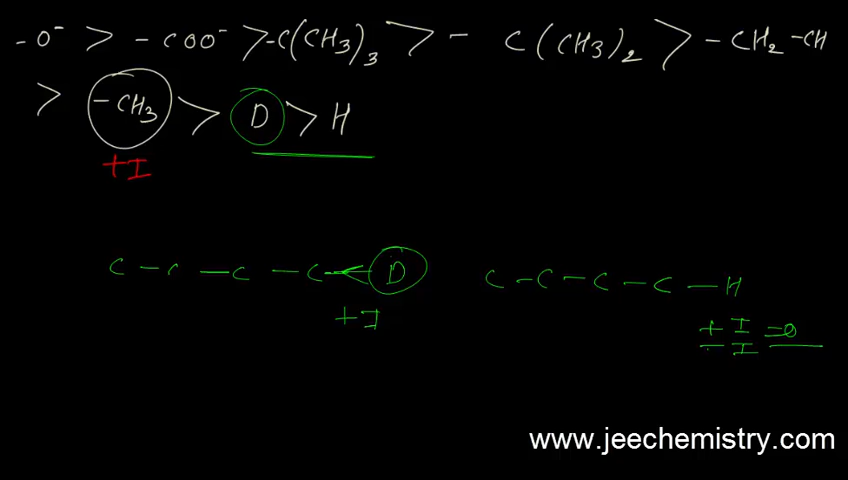 -O⁻ > -COO⁻ > -C(CH3)3 > - C(CH3)2 > -CH2-CH
> -CH3 > D > H
+I
C - C - C - C D C - C - C - C - H
+I + I =0
- I
www.jeechemistry.com